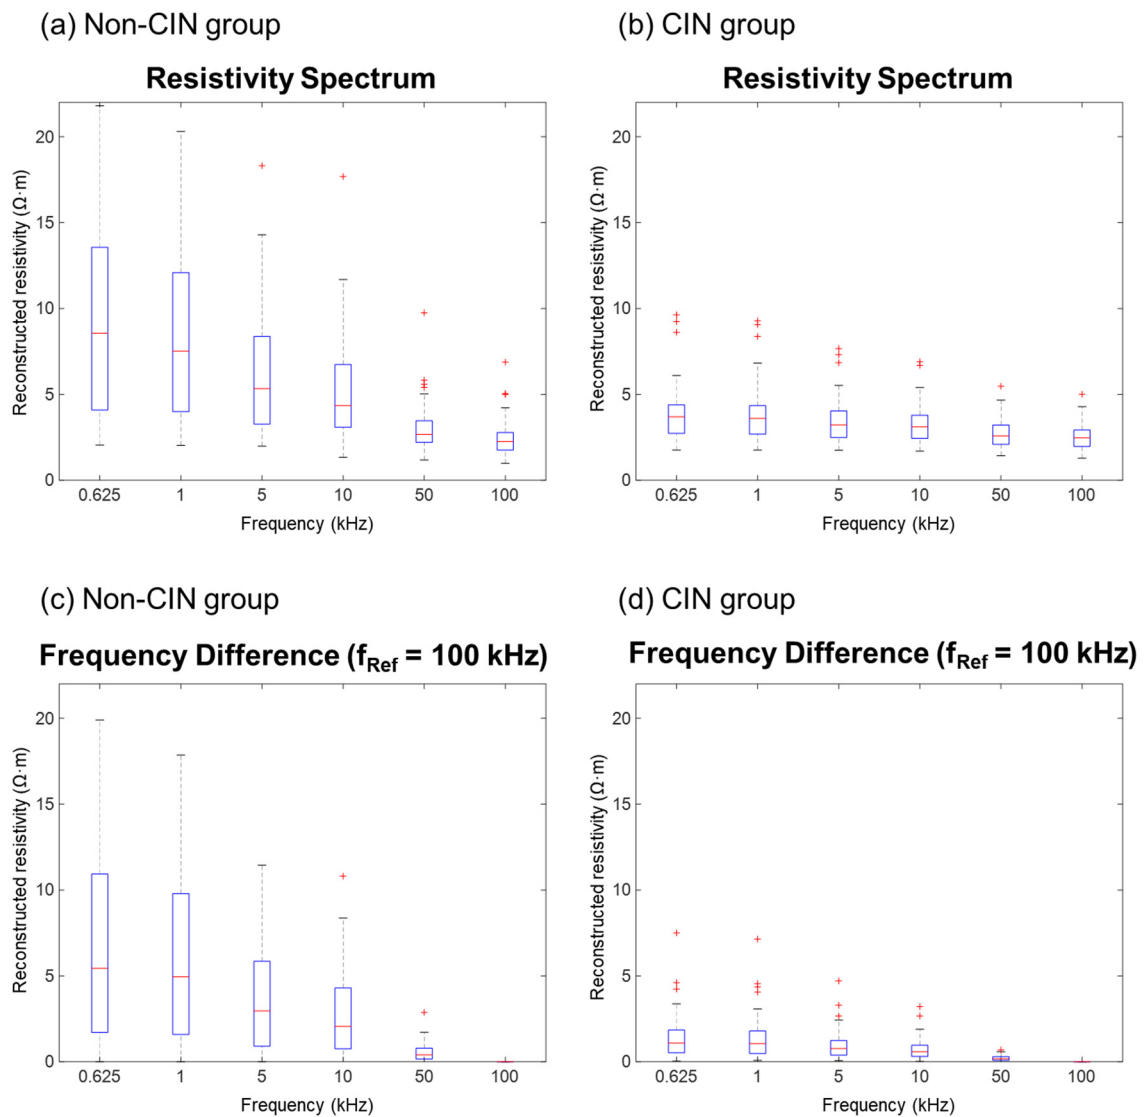 (a) Non-CIN group
Resistivity Spectrum
Reconstructed resistivity (Ω·m)
20
15
10
5
0
0.625 1 5 10 50 100
Frequency (kHz)
(b) CIN group
Resistivity Spectrum
Reconstructed resistivity (Ω·m)
20
15
10
5
0
0.625 1 5 10 50 100
Frequency (kHz)
(c) Non-CIN group
Frequency Difference (fRef = 100 kHz)
Reconstructed resistivity (Ω·m)
20
15
10
5
0
0.625 1 5 10 50 100
Frequency (kHz)
(d) CIN group
Frequency Difference (fRef = 100 kHz)
Reconstructed resistivity (Ω·m)
20
15
10
5
0
0.625 1 5 10 50 100
Frequency (kHz)